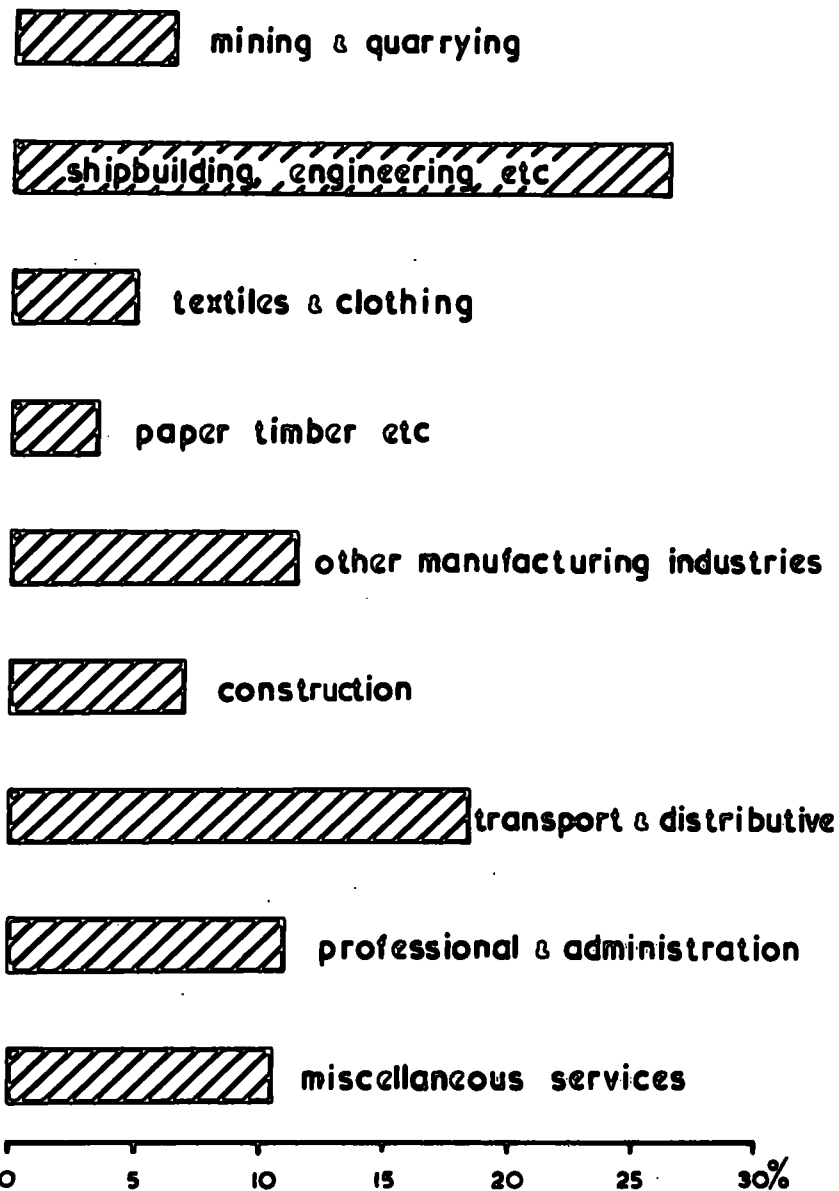 mining & quarrying
shipbuilding, engineering etc
textiles & clothing
paper timber etc
other manufacturing industries
construction
transport & distributive
professional & administration
miscellaneous services
0 5 10 15 20 25 30%